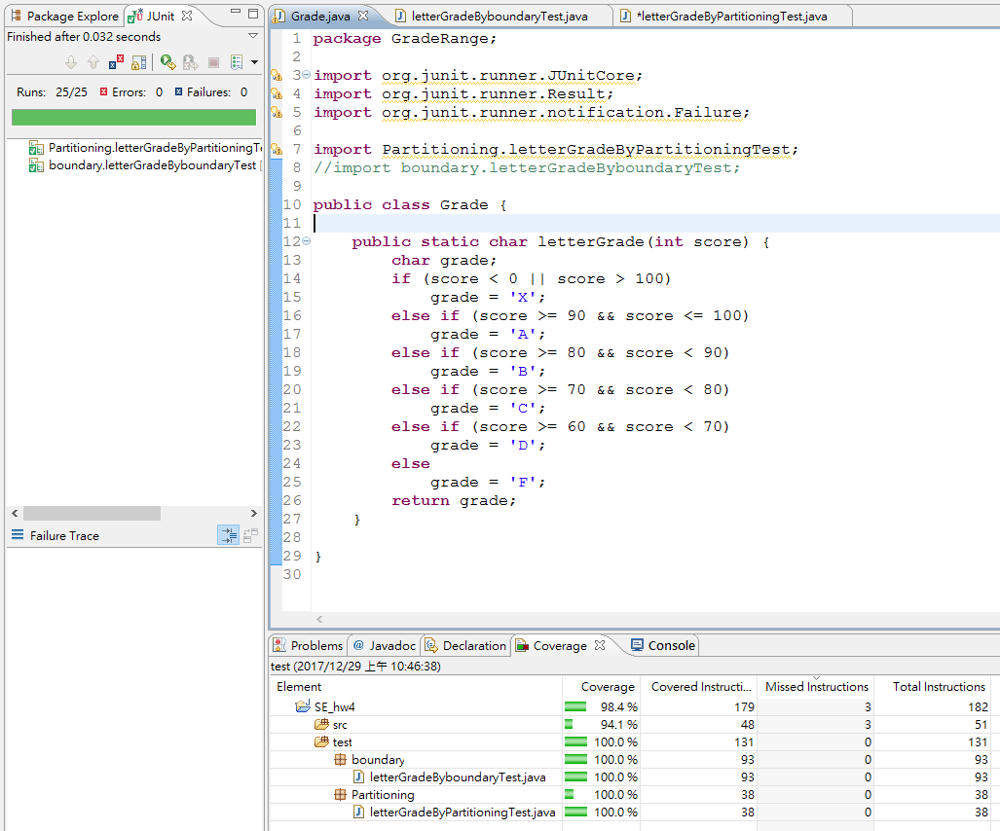 Package Explore JUnit
Finished after 0.032 seconds
Runs: 25/25 Errors: 0 Failures: 0
Partitioning.letterGradeByPartitioningT
boundary.letterGradeByboundaryTest [
Failure Trace
Grade.java letterGradeByboundaryTest.java *letterGradeByPartitioningTest.java
1 package GradeRange;
2
3 import org.junit.runner.JUnitCore;
4 import org.junit.runner.Result;
5 import org.junit.runner.notification.Failure;
6
7 import Partitioning.letterGradeByPartitioningTest;
8 //import boundary.letterGradeByboundaryTest;
9
10 public class Grade {
11
12 public static char letterGrade(int score) {
13 char grade;
14 if (score < 0 || score > 100)
15 grade = 'X';
16 else if (score >= 90 && score <= 100)
17 grade = 'A';
18 else if (score >= 80 && score < 90)
19 grade = 'B';
20 else if (score >= 70 && score < 80)
21 grade = 'C';
22 else if (score >= 60 && score < 70)
23 grade = 'D';
24 else
25 grade = 'F';
26 return grade;
27 }
28
29 }
30
Problems @ Javadoc Declaration Coverage Console
test (2017/12/29 上午 10:46:38)
Element Coverage Covered Instructi... Missed Instructions Total Instructions
SE_hw4 98.4 % 179 3 182
src 94.1 % 48 3 51
test 100.0 % 131 0 131
boundary 100.0 % 93 0 93
letterGradeByboundaryTest.java 100.0 % 93 0 93
Partitioning 100.0 % 38 0 38
letterGradeByPartitioningTest.java 100.0 % 38 0 38